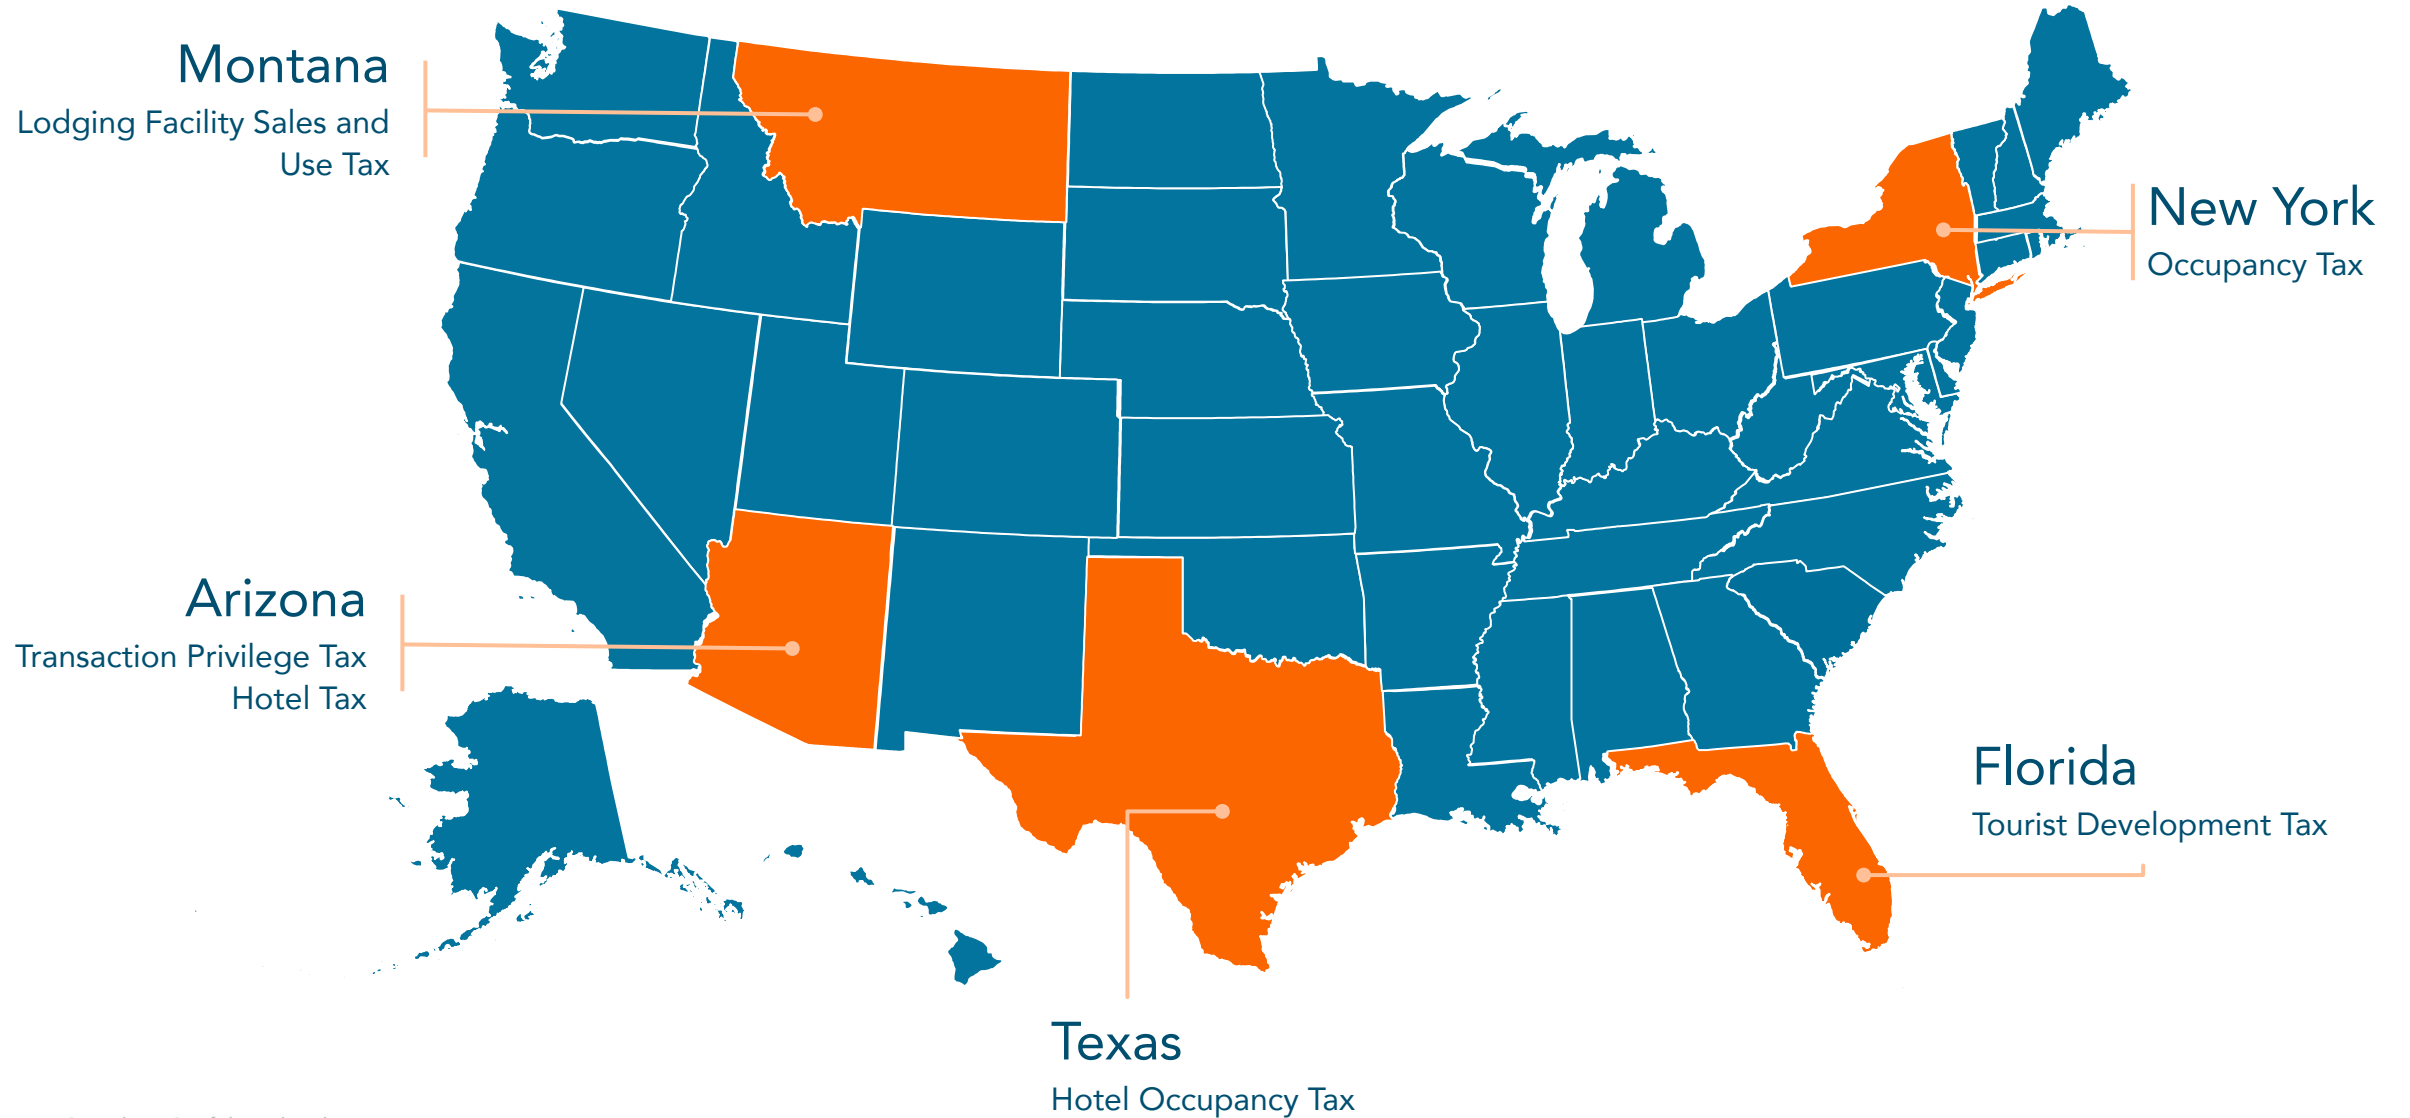 Montana
Lodging Facility Sales and
Use Tax
New York
Occupancy Tax
Arizona
Transaction Privilege Tax
Hotel Tax
Florida
Tourist Development Tax
Texas
Hotel Occupancy Tax